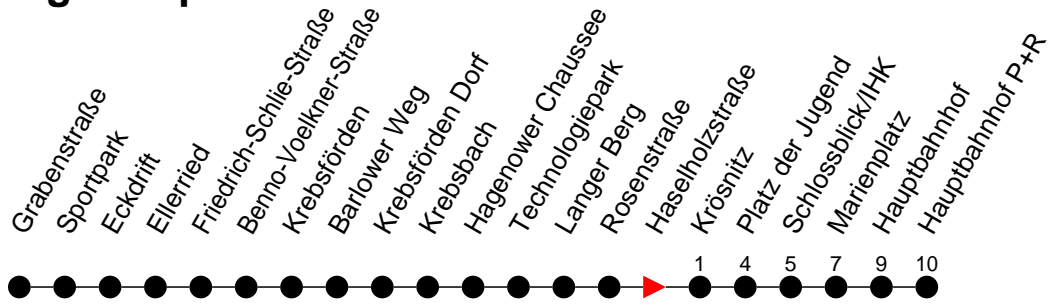 Grabenstraße
Sportpark
Eckdrift
Ellerried
Friedrich-Schlie-Straße
Benno-Voelkner-Straße
Krebsförden
Barlower Weg
Krebsförden Dorf
Krebsbach
Hagenower Chaussee
Technologiepark
Langer Berg
Rosenstraße
Haselholzstraße
Krösnitz
Platz der Jugend
Schlossblick/IHK
Marienplatz
Hauptbahnhof
Hauptbahnhof P+R
1 4 5 7 9 10